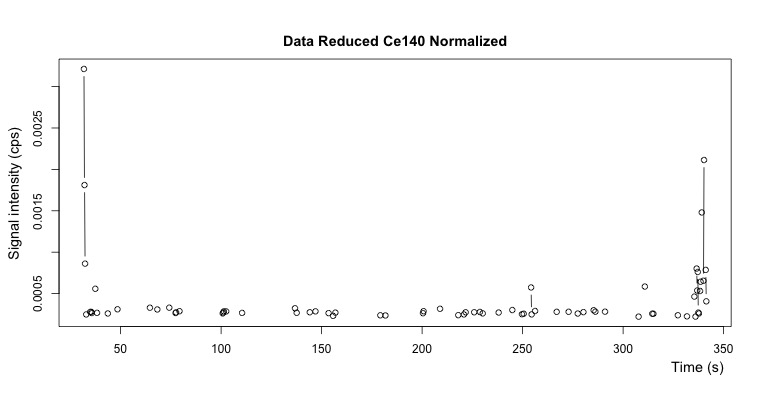 Data Reduced Ce140 Normalized
Signal intensity (cps)
0.0025
0.0015
0.0005
50 100 150 200 250 300 350
Time (s)